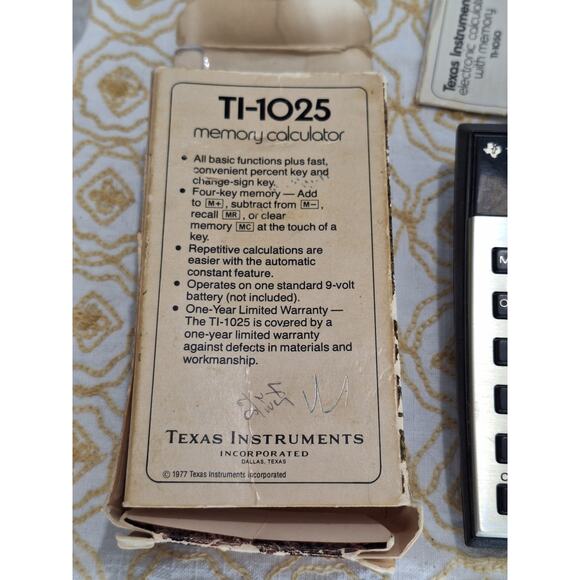 TI-1025
memory calculator
• All basic functions plus fast,
convenient percent key and
change-sign key.
• Four-key memory — Add
to M+, subtract from M−,
recall MR, or clear
memory MC at the touch of a
key.
• Repetitive calculations are
easier with the automatic
constant feature.
• Operates on one standard 9-volt
battery (not included).
• One-Year Limited Warranty —
The TI-1025 is covered by a
one-year limited warranty
against defects in materials and
workmanship.
TEXAS INSTRUMENTS
INCORPORATED
DALLAS, TEXAS
© 1977 Texas Instruments Incorporated
Texas Instrumen
electronic calcula
with memory
TI-1050